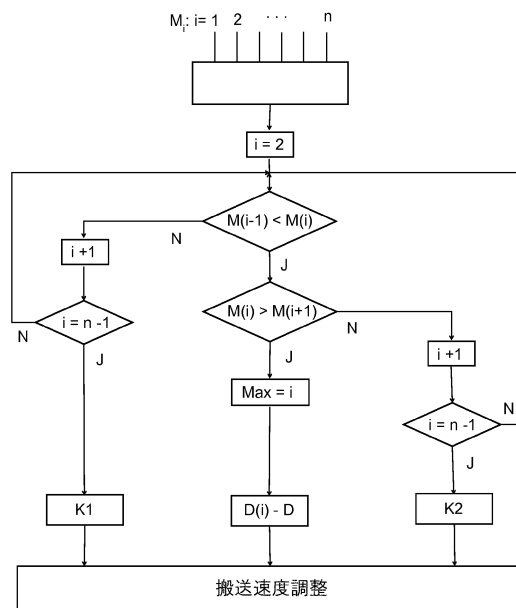 M_i: i= 1 2 · · · n
i = 2
M(i-1) < M(i)
N
i +1
J
i = n -1
M(i) > M(i+1)
N
N
J
J
i +1
Max = i
N
i = n -1
J
K1
D(i) - D
K2
搬送速度調整